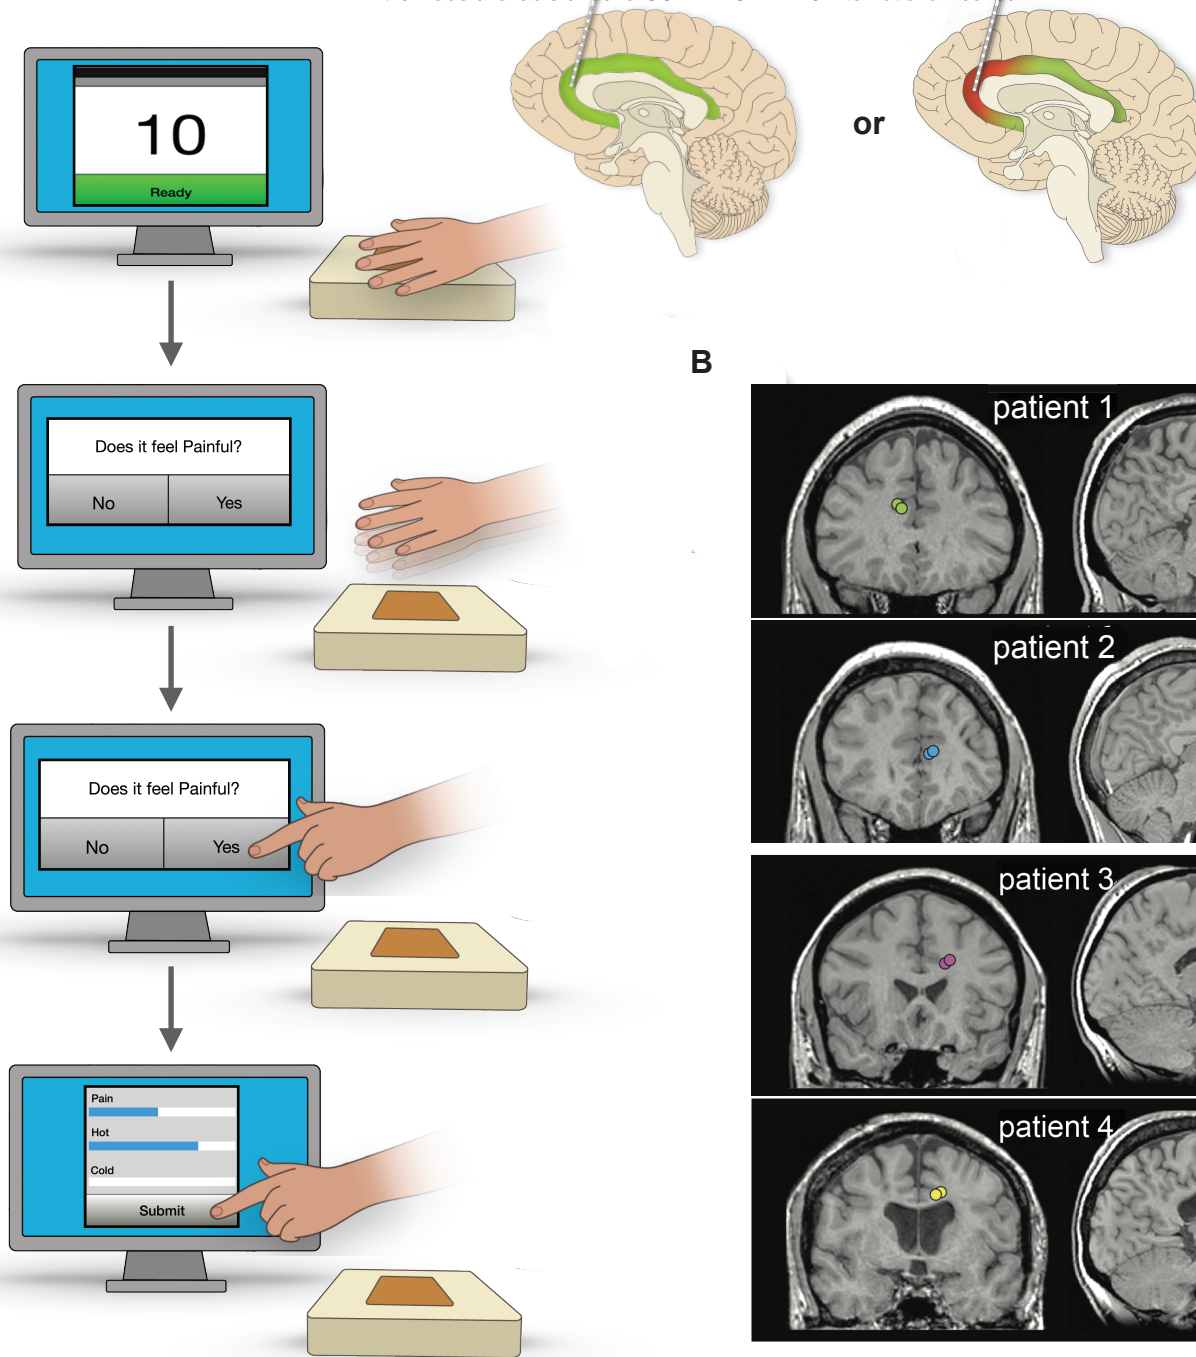 10
Ready
or
Does it feel Painful?
No Yes
Does it feel Painful?
No Yes
Pain
Hot
Cold
Submit
B
patient 1
patient 2
patient 3
patient 4